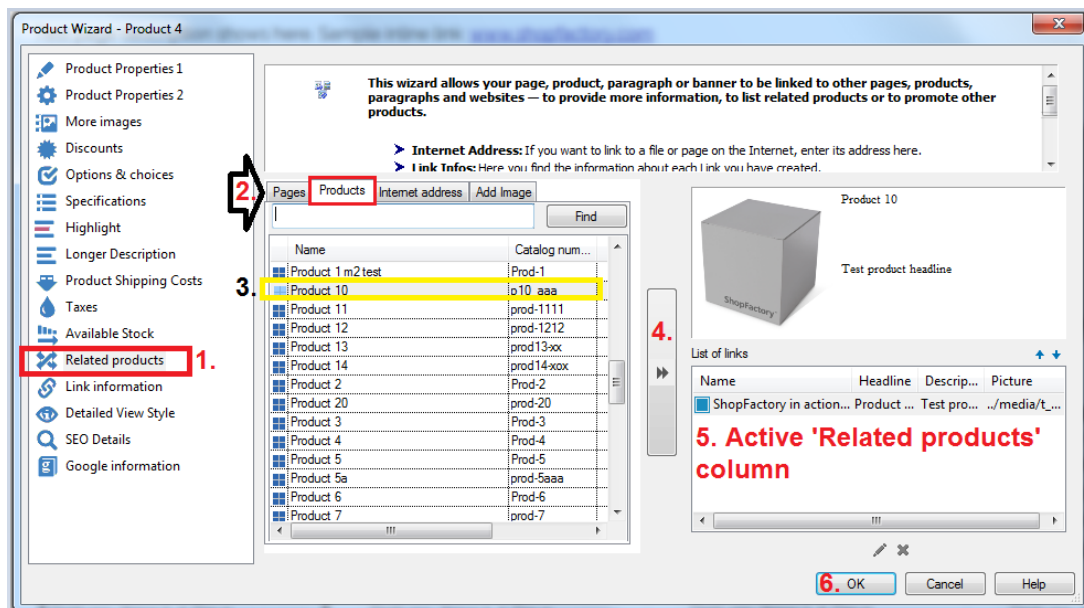 Product Wizard - Product 4
x
Product Properties 1
Product Properties 2
More images
Discounts
Options & choices
Specifications
Highlight
Longer Description
Product Shipping Costs
Taxes
Available Stock
Related products
1.
Link information
Detailed View Style
SEO Details
Google information
This wizard allows your page, product, paragraph or banner to be linked to other pages, products,
paragraphs and websites — to provide more information, to list related products or to promote other
products.
Internet Address: If you want to link to a file or page on the Internet, enter its address here.
Link Infos: Here you find the information about each Link you have created.
2.
Pages Products Internet address Add Image
Find
Name Catalog num...
Product 1 m2 test Prod-1
3.
Product 10 p10 aaa
Product 11 prod-1111
Product 12 prod-1212
Product 13 prod13-xx
Product 14 prod14-xox
Product 2 Prod-2
Product 20 prod-20
Product 3 Prod-3
Product 4 Prod-4
Product 5 Prod-5
Product 5a prod-5aaa
Product 6 Prod-6
Product 7 prod-7
4.
Product 10
Test product headline
ShopFactory
List of links
Name Headline Descrip... Picture
ShopFactory in action... Product ... Test pro... ../media/t_...
5. Active 'Related products'
column
6. OK Cancel Help